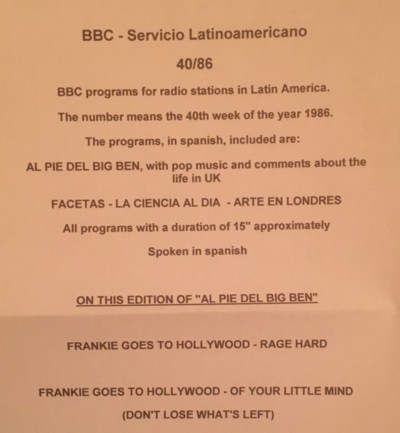 BBC - Servicio Latinoamericano
40/86
BBC programs for radio stations in Latin America.
The number means the 40th week of the year 1986.
The programs, in spanish, included are:
AL PIE DEL BIG BEN, with pop music and comments about the
life in UK
FACETAS - LA CIENCIA AL DIA - ARTE EN LONDRES
All programs with a duration of 15" approximately
Spoken in spanish
ON THIS EDITION OF "AL PIE DEL BIG BEN"
FRANKIE GOES TO HOLLYWOOD - RAGE HARD
FRANKIE GOES TO HOLLYWOOD - OF YOUR LITTLE MIND
(DON'T LOSE WHAT'S LEFT)